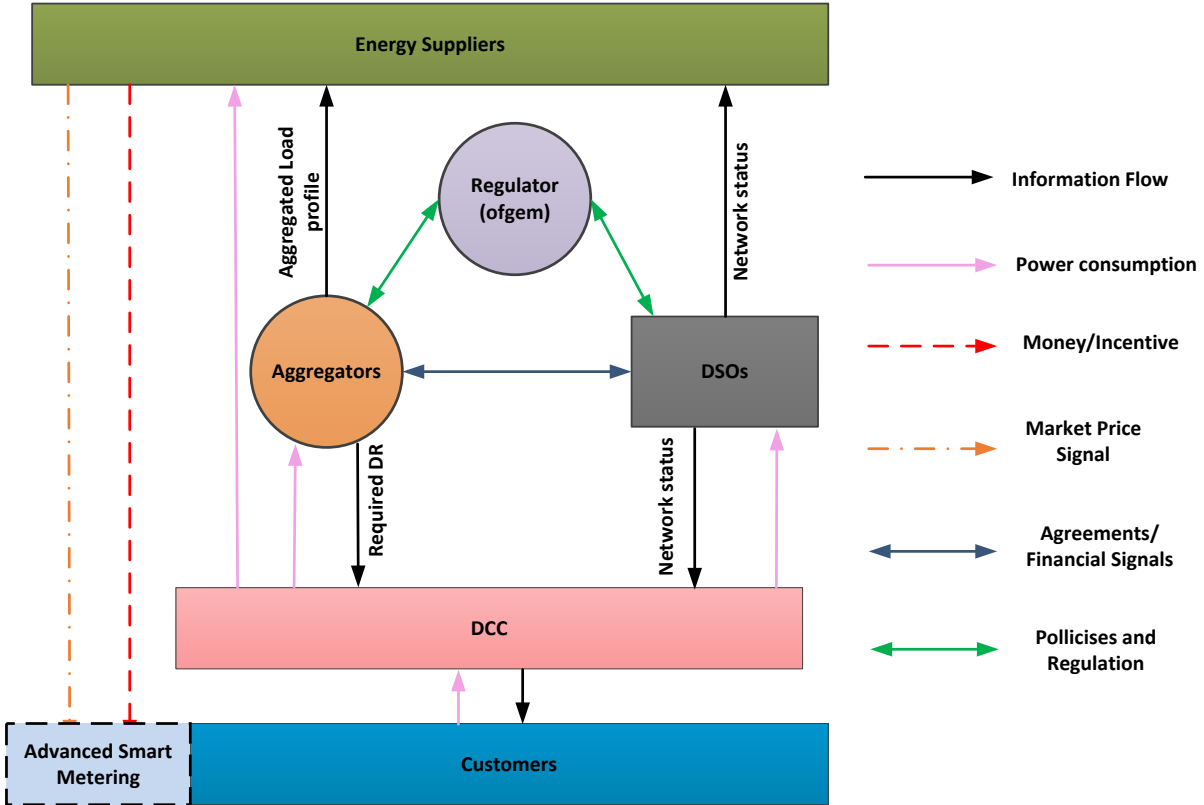 Energy Suppliers
Aggregated Load
profile
Regulator
(ofgem)
Network status
Aggregators
DSOs
Required DR
Network status
DCC
Advanced Smart
Metering
Customers
Information Flow
Power consumption
Money/Incentive
Market Price
Signal
Agreements/
Financial Signals
Pollicises and
Regulation